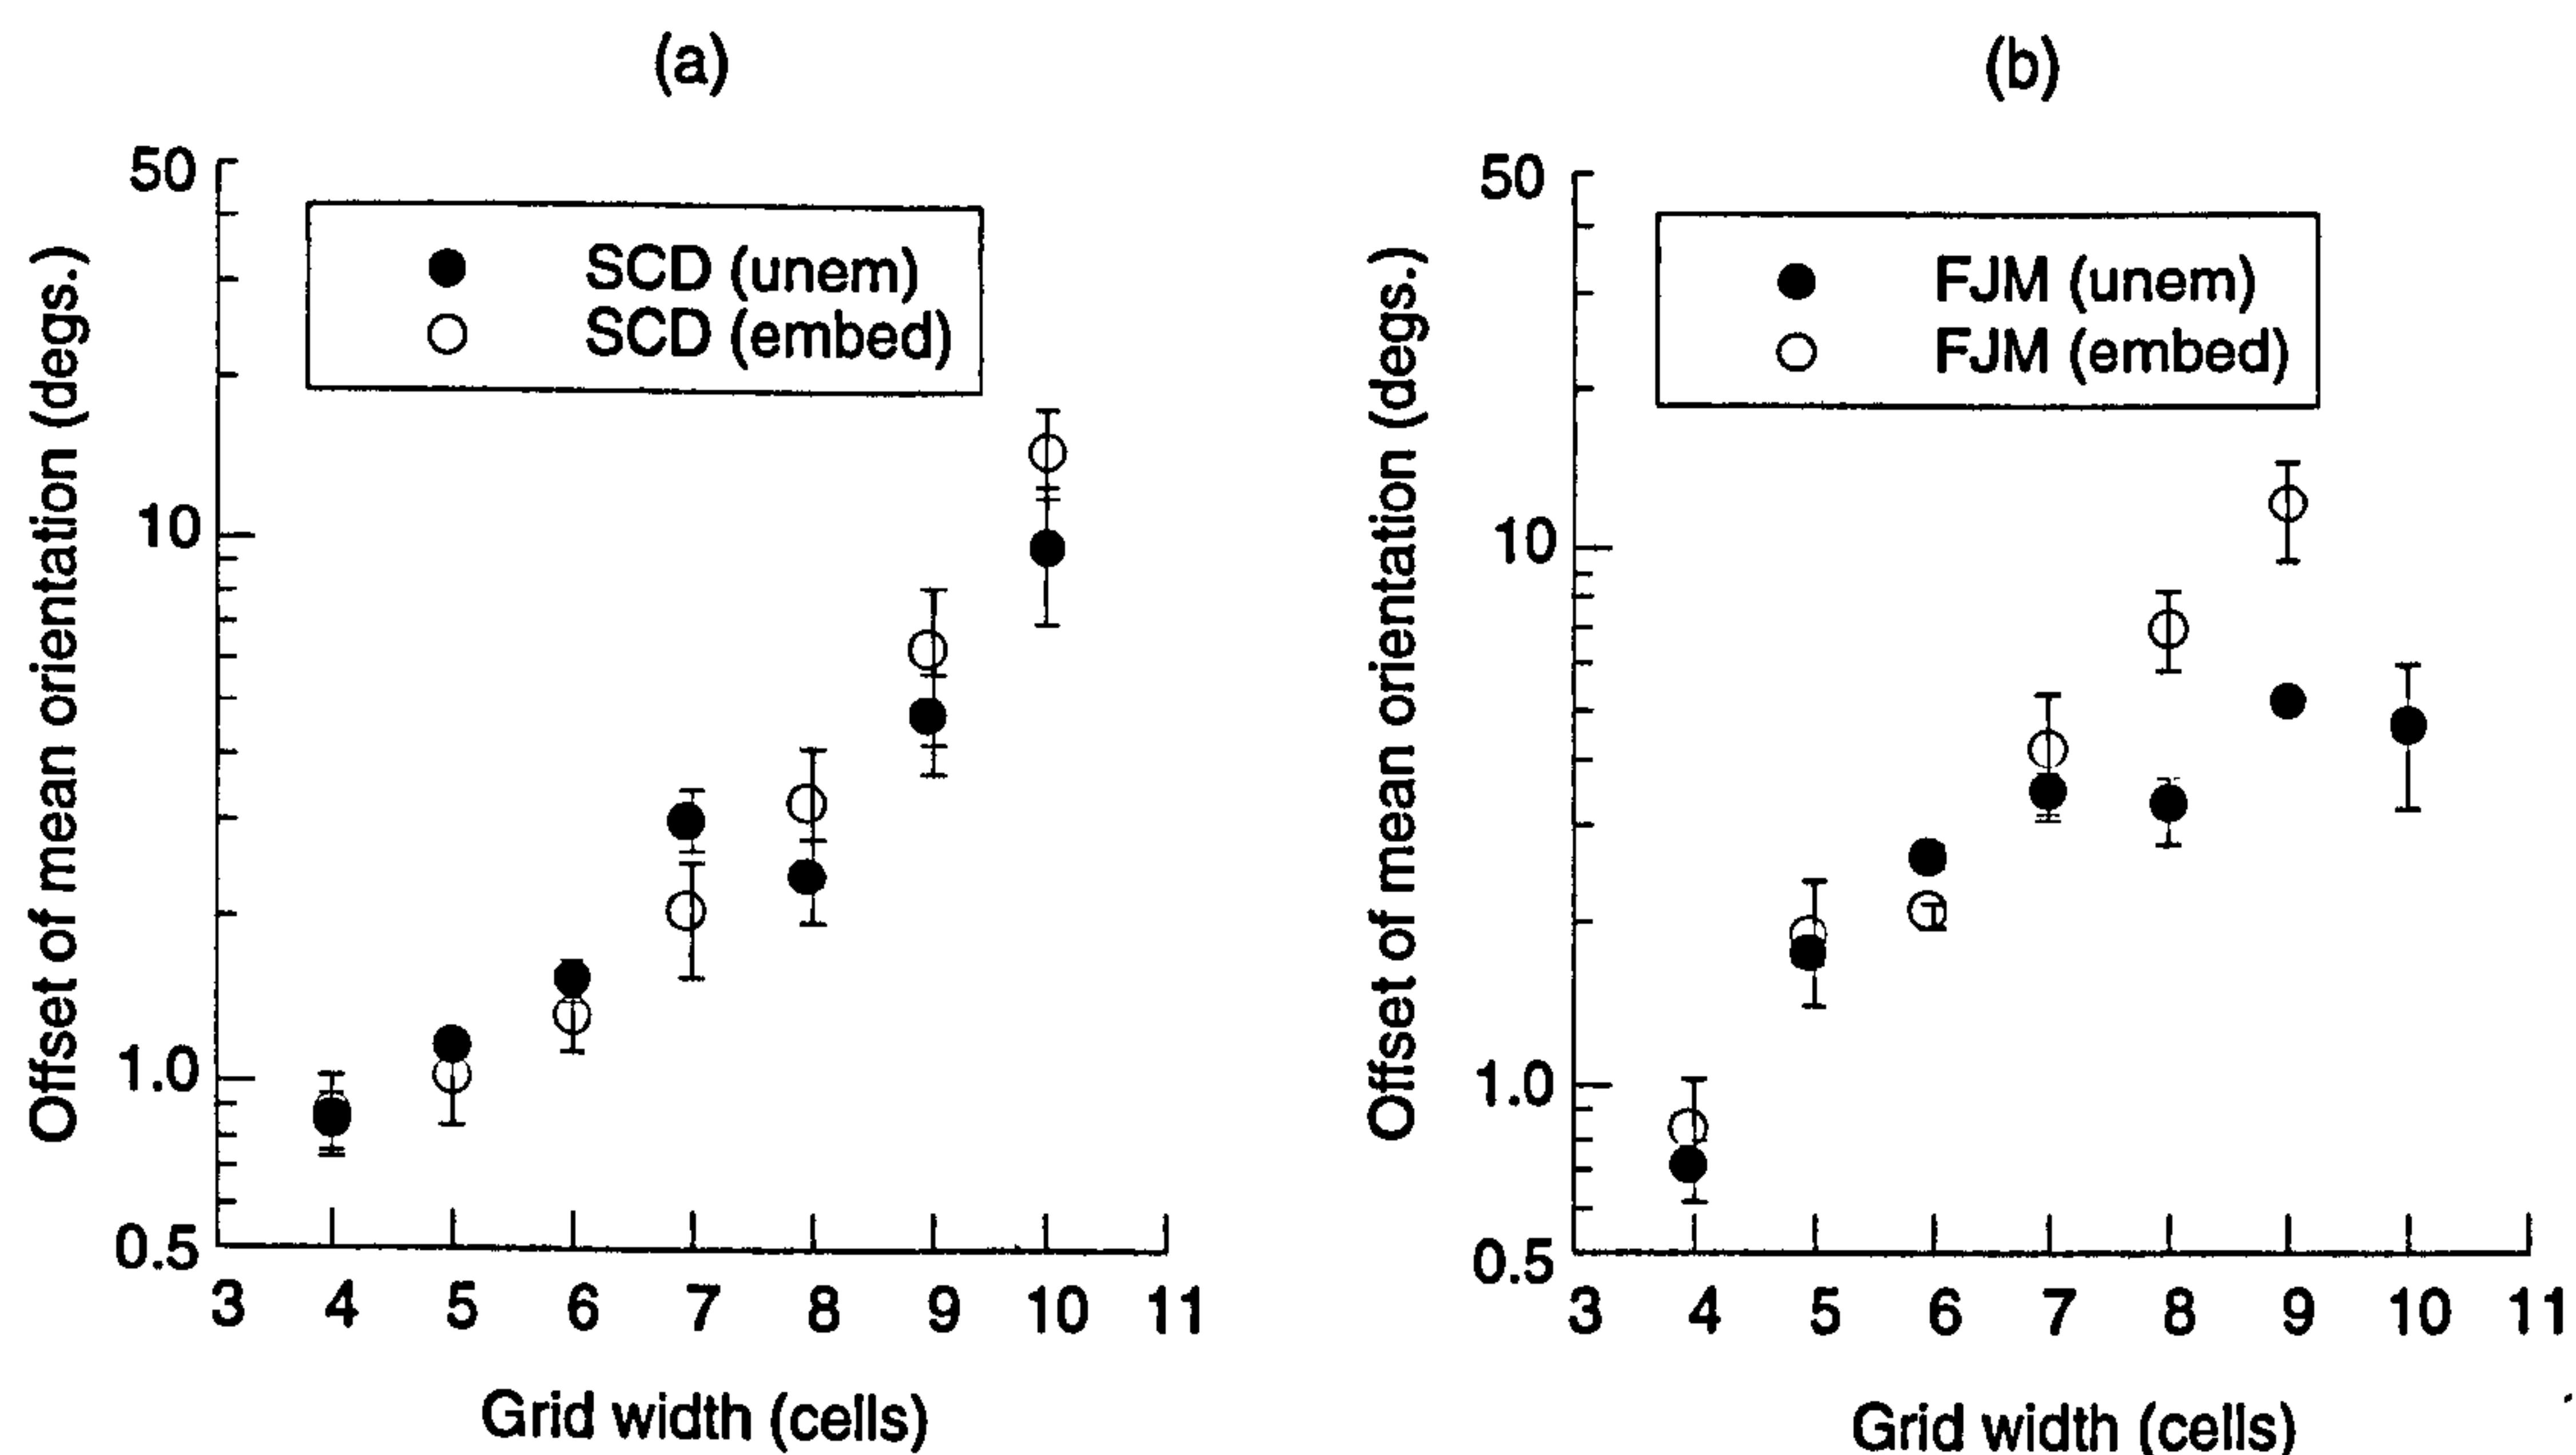 (a)
50
10
1.0
0.5
Offset of mean orientation (degs.)
SCD (unem)
SCD (embed)
3 4 5 6 7 8 9 10 11
Grid width (cells)
(b)
50
10
1.0
0.5
Offset of mean orientation (degs.)
FJM (unem)
FJM (embed)
3 4 5 6 7 8 9 10 11
Grid width (cells)